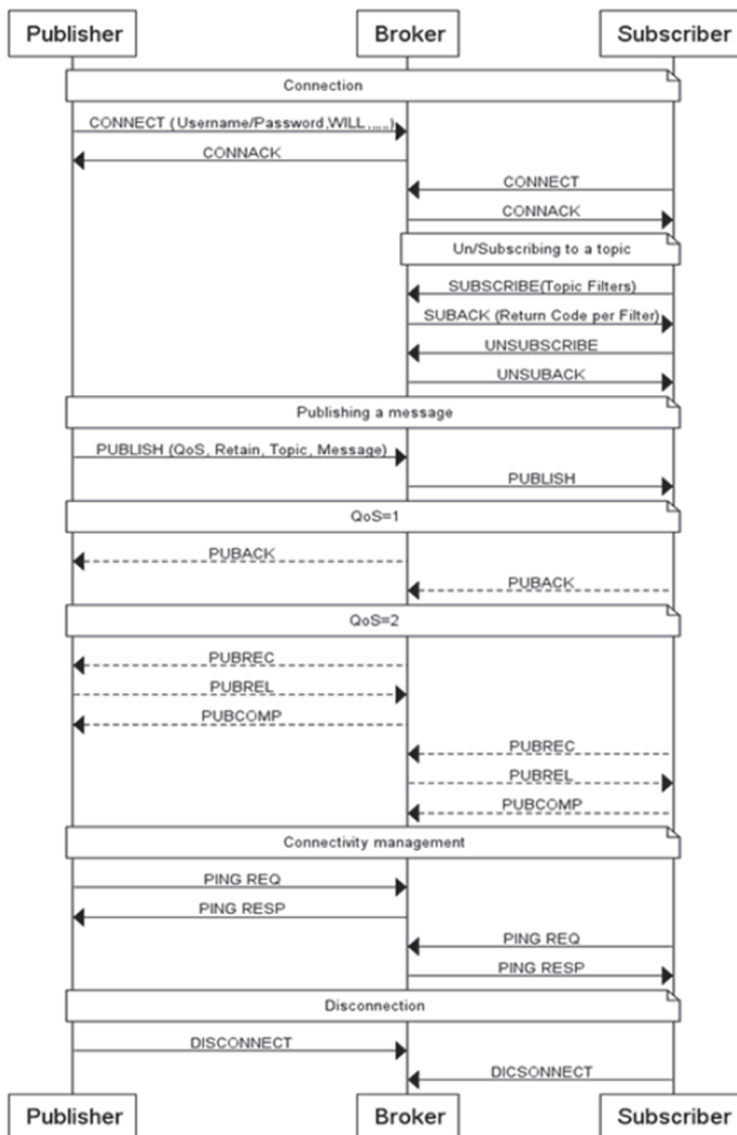 Publisher Broker Subscriber
Connection
CONNECT (Username/Password,WILL ,.....)
CONNACK
CONNECT
CONNACK
Un/Subscribing to a topic
SUBSCRIBE(Topic Filters)
SUBACK (Return Code per Filter)
UNSUBSCRIBE
UNSUBACK
Publishing a message
PUBLISH (QoS, Retain, Topic, Message)
PUBLISH
QoS=1
PUBACK
PUBACK
QoS=2
PUBREC
PUBREL
PUBCOMP
PUBREC
PUBREL
PUBCOMP
Connectivity management
PING REQ
PING RESP
PING REQ
PING RESP
Disconnection
DISCONNECT
DICSONNECT
Publisher Broker Subscriber